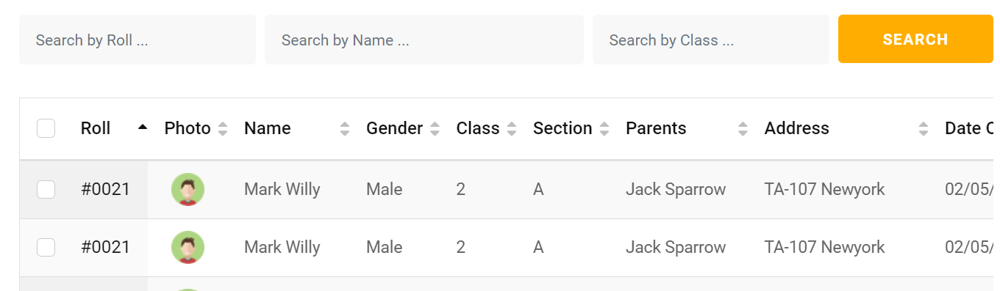 Search by Roll ... Search by Name ... Search by Class ... SEARCH
Roll Photo Name Gender Class Section Parents Address Date
#0021 Mark Willy Male 2 A Jack Sparrow TA-107 Newyork 02/05/
#0021 Mark Willy Male 2 A Jack Sparrow TA-107 Newyork 02/05/